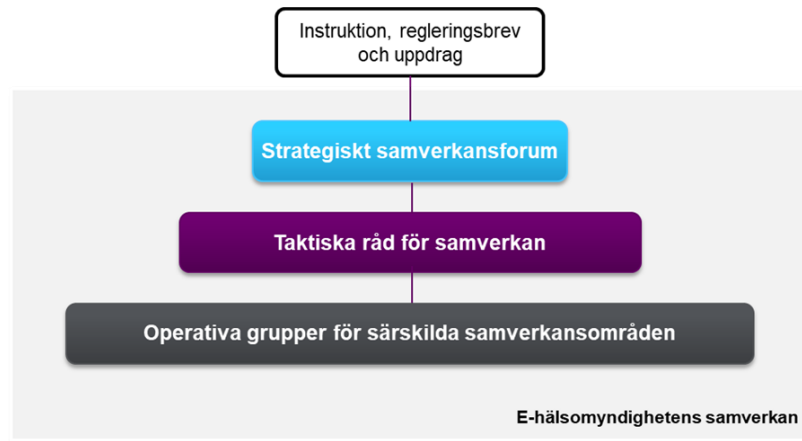 Instruktion, regleringsbrev
och uppdrag
Strategiskt samverkansforum
Taktiska råd för samverkan
Operativa grupper för särskilda samverkansområden
E-hälsomyndighetens samverkan